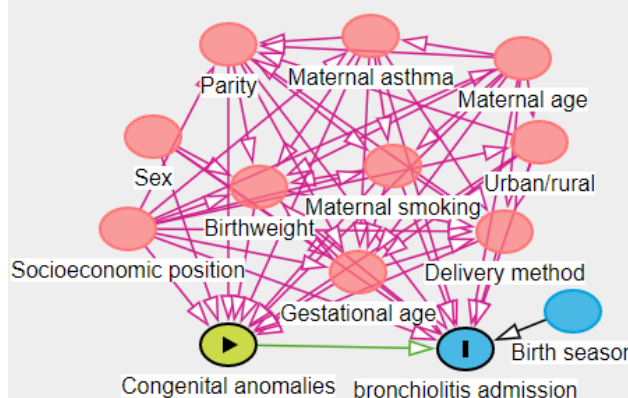 Parity
Maternal asthma
Maternal age
Sex
Urban/rural
Maternal smoking
Birthweight
Socioeconomic position
Delivery method
Gestational age
Birth season
Congenital anomalies
bronchiolitis admission